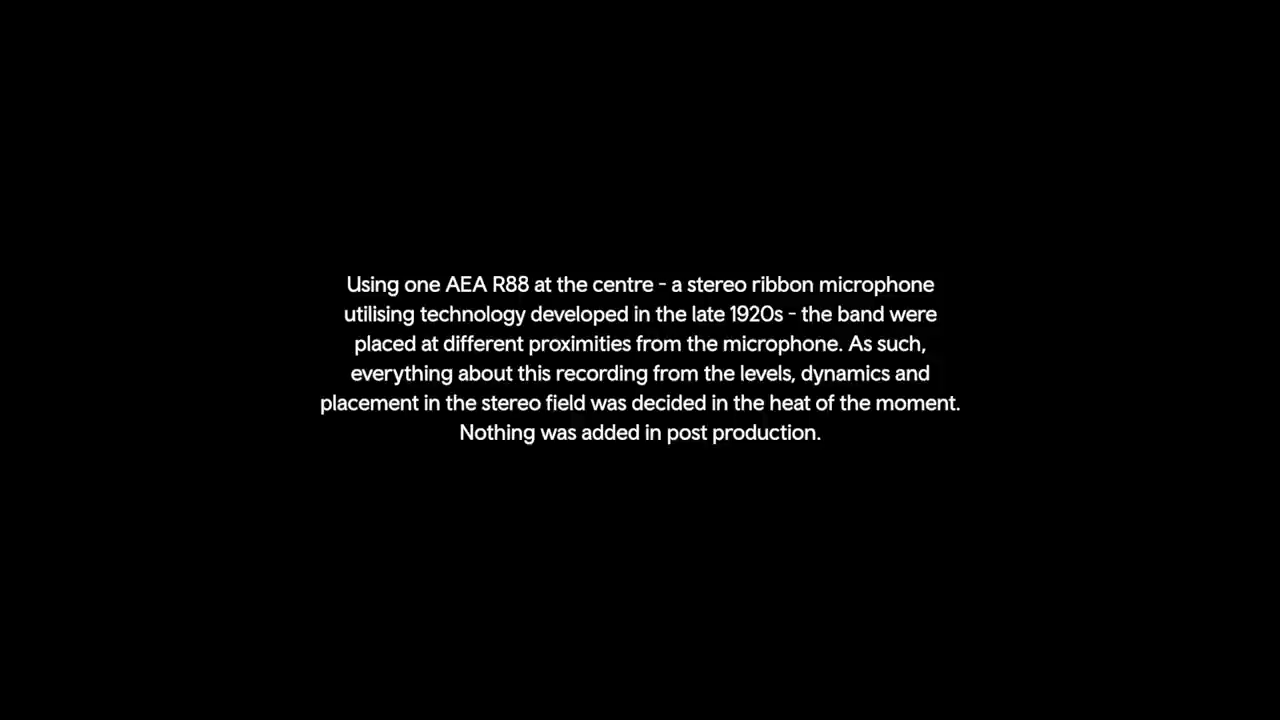 Using one AEA R88 at the centre - a stereo ribbon microphone
utilising technology developed in the late 1920s - the band were
placed at different proximities from the microphone. As such,
everything about this recording from the levels, dynamics and
placement in the stereo field was decided in the heat of the moment.
Nothing was added in post production.